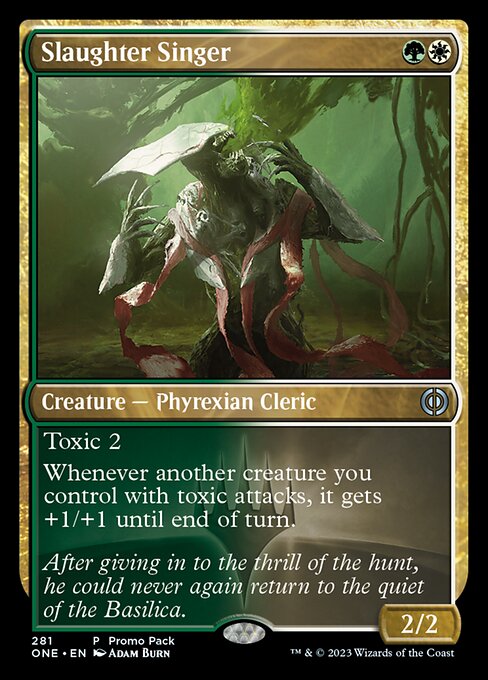 Slaughter Singer
Creature — Phyrexian Cleric
Toxic 2
Whenever another creature you
control with toxic attacks, it gets
+1/+1 until end of turn.
After giving in to the thrill of the hunt,
he could never again return to the quiet
of the Basilica.
2/2
281 P Promo Pack
ONE • EN Adam Burn
™ & © 2023 Wizards of the Coast